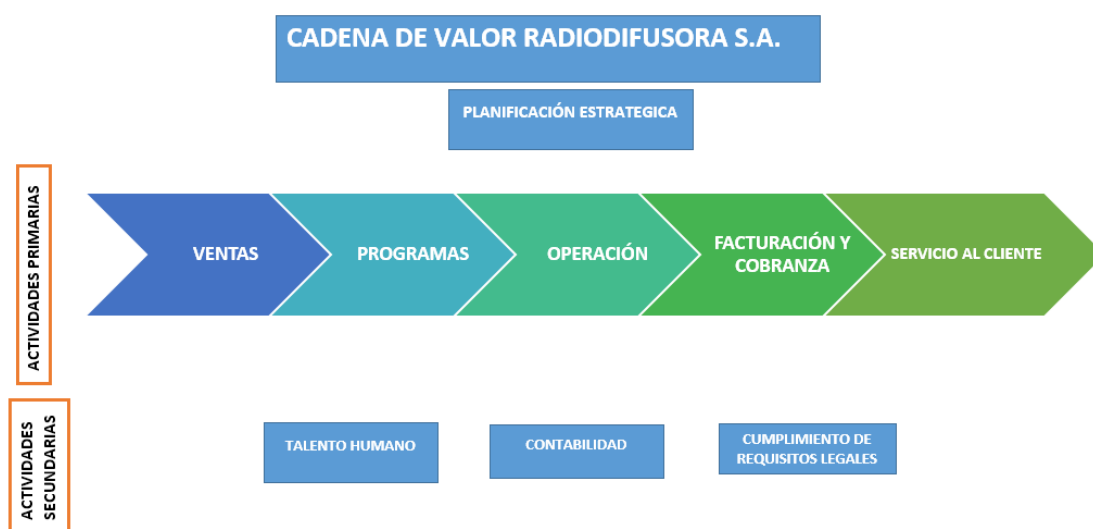 CADENA DE VALOR RADIODIFUSORA S.A.
PLANIFICACIÓN ESTRATEGICA
ACTIVIDADES PRIMARIAS
VENTAS
PROGRAMAS
OPERACIÓN
FACTURACIÓN Y
COBRANZA
SERVICIO AL CLIENTE
ACTIVIDADES
SECUNDARIAS
TALENTO HUMANO
CONTABILIDAD
CUMPLIMIENTO DE
REQUISITOS LEGALES